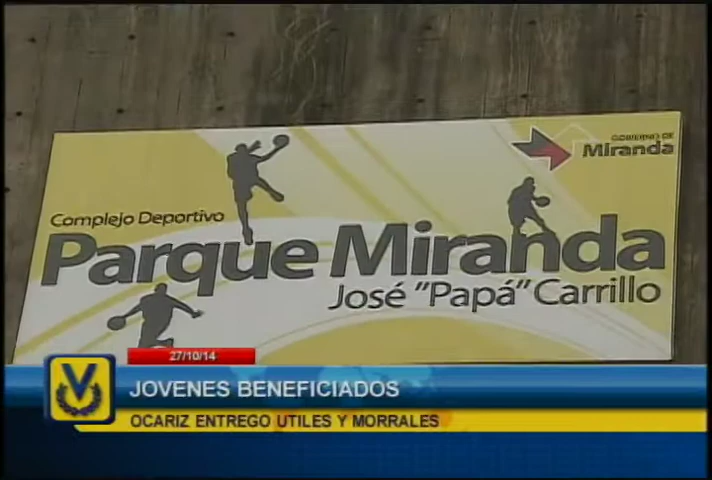 GOBIERNO DE
Miranda
Complejo Deportivo
Parque Miranda
José "Papá" Carrillo
27/10/14
V
JOVENES BENEFICIADOS
OCARIZ ENTREGO UTILES Y MORRALES